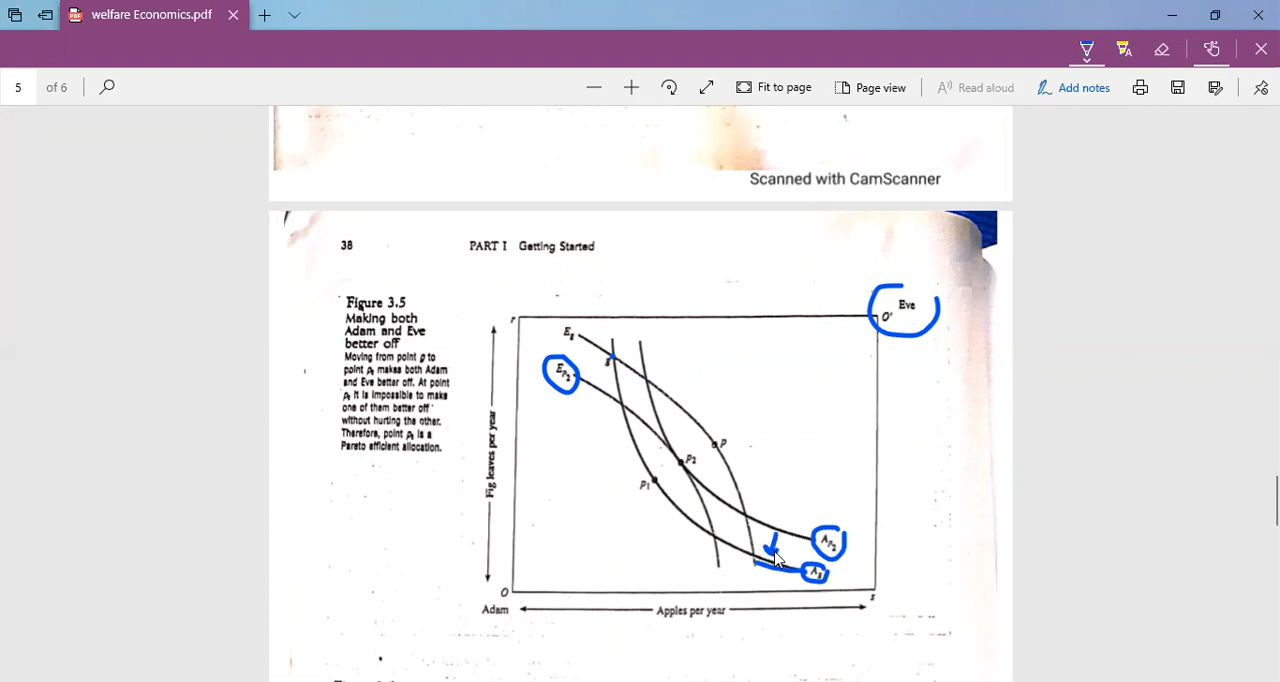 welfare Economics.pdf
5 of 6
Fit to page
Page view
Read aloud
Add notes
Scanned with CamScanner
38 PART I Getting Started
Figure 3.5
Making both
Adam and Eve
better off
Moving from point g to
point p₂ makes both Adam
and Eve better off. At point
p₂ it is impossible to make
one of them better off
without hurting the other.
Therefore, point p₂ is a
Pareto efficient allocation.
Eve
r
O'
Eg
g
Ep2
P
P2
P1
Fig leaves per year
Ap2
Ag
O
s
Adam
Apples per year